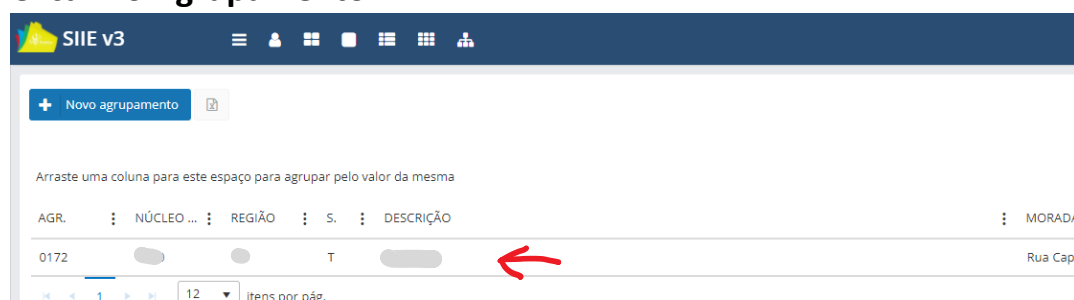 SIIE v3
Novo agrupamento
Arraste uma coluna para este espaço para agrupar pelo valor da mesma
AGR. NÚCLEO ... REGIÃO S. DESCRIÇÃO MORADA
0172 T Rua Cap
1 12 itens por pág.